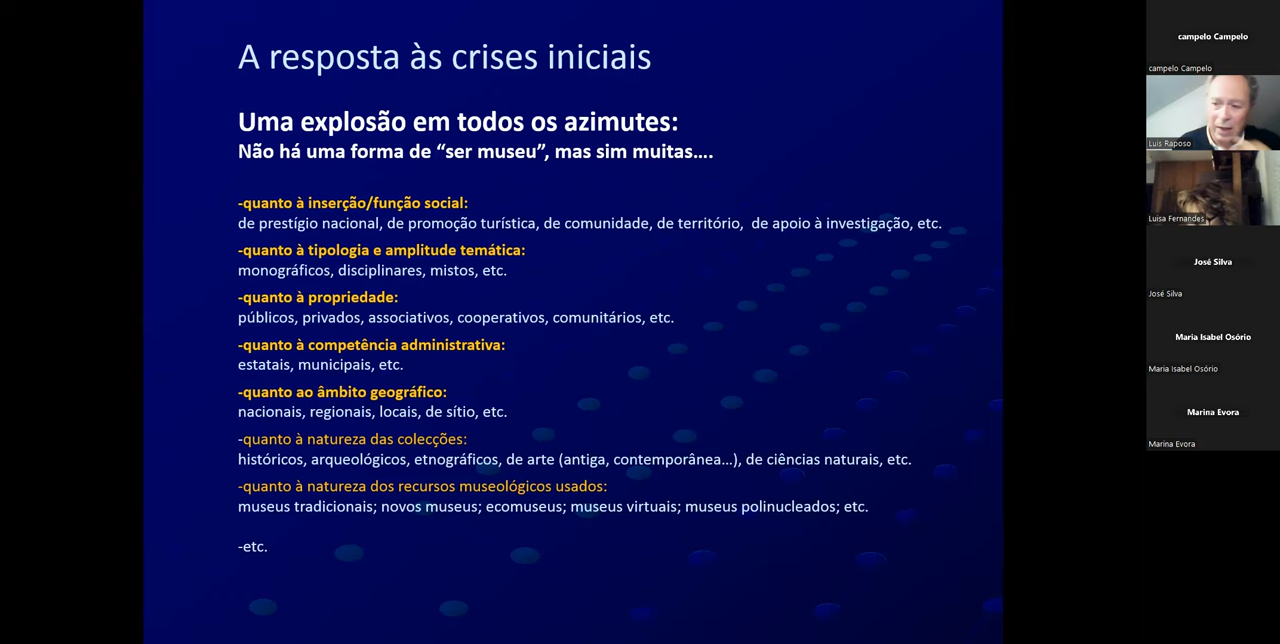 A resposta às crises iniciais
Uma explosão em todos os azimutes:
Não há uma forma de “ser museu”, mas sim muitas….
-quanto à inserção/função social:
de prestígio nacional, de promoção turística, de comunidade, de território,  de apoio à investigação, etc.
-quanto à tipologia e amplitude temática:
monográficos, disciplinares, mistos, etc.
-quanto à propriedade:
públicos, privados, associativos, cooperativos, comunitários, etc.
-quanto à competência administrativa:
estatais, municipais, etc.
-quanto ao âmbito geográfico:
nacionais, regionais, locais, de sítio, etc.
-quanto à natureza das colecções:
históricos, arqueológicos, etnográficos, de arte (antiga, contemporânea…), de ciências naturais, etc.
-quanto à natureza dos recursos museológicos usados:
museus tradicionais; novos museus; ecomuseus; museus virtuais; museus polinucleados; etc.
-etc.
campelo Campelo
campelo Campelo
Luis Raposo
Luisa Fernandes
José Silva
José Silva
Maria Isabel Osório
Maria Isabel Osório
Marina Evora
Marina Evora